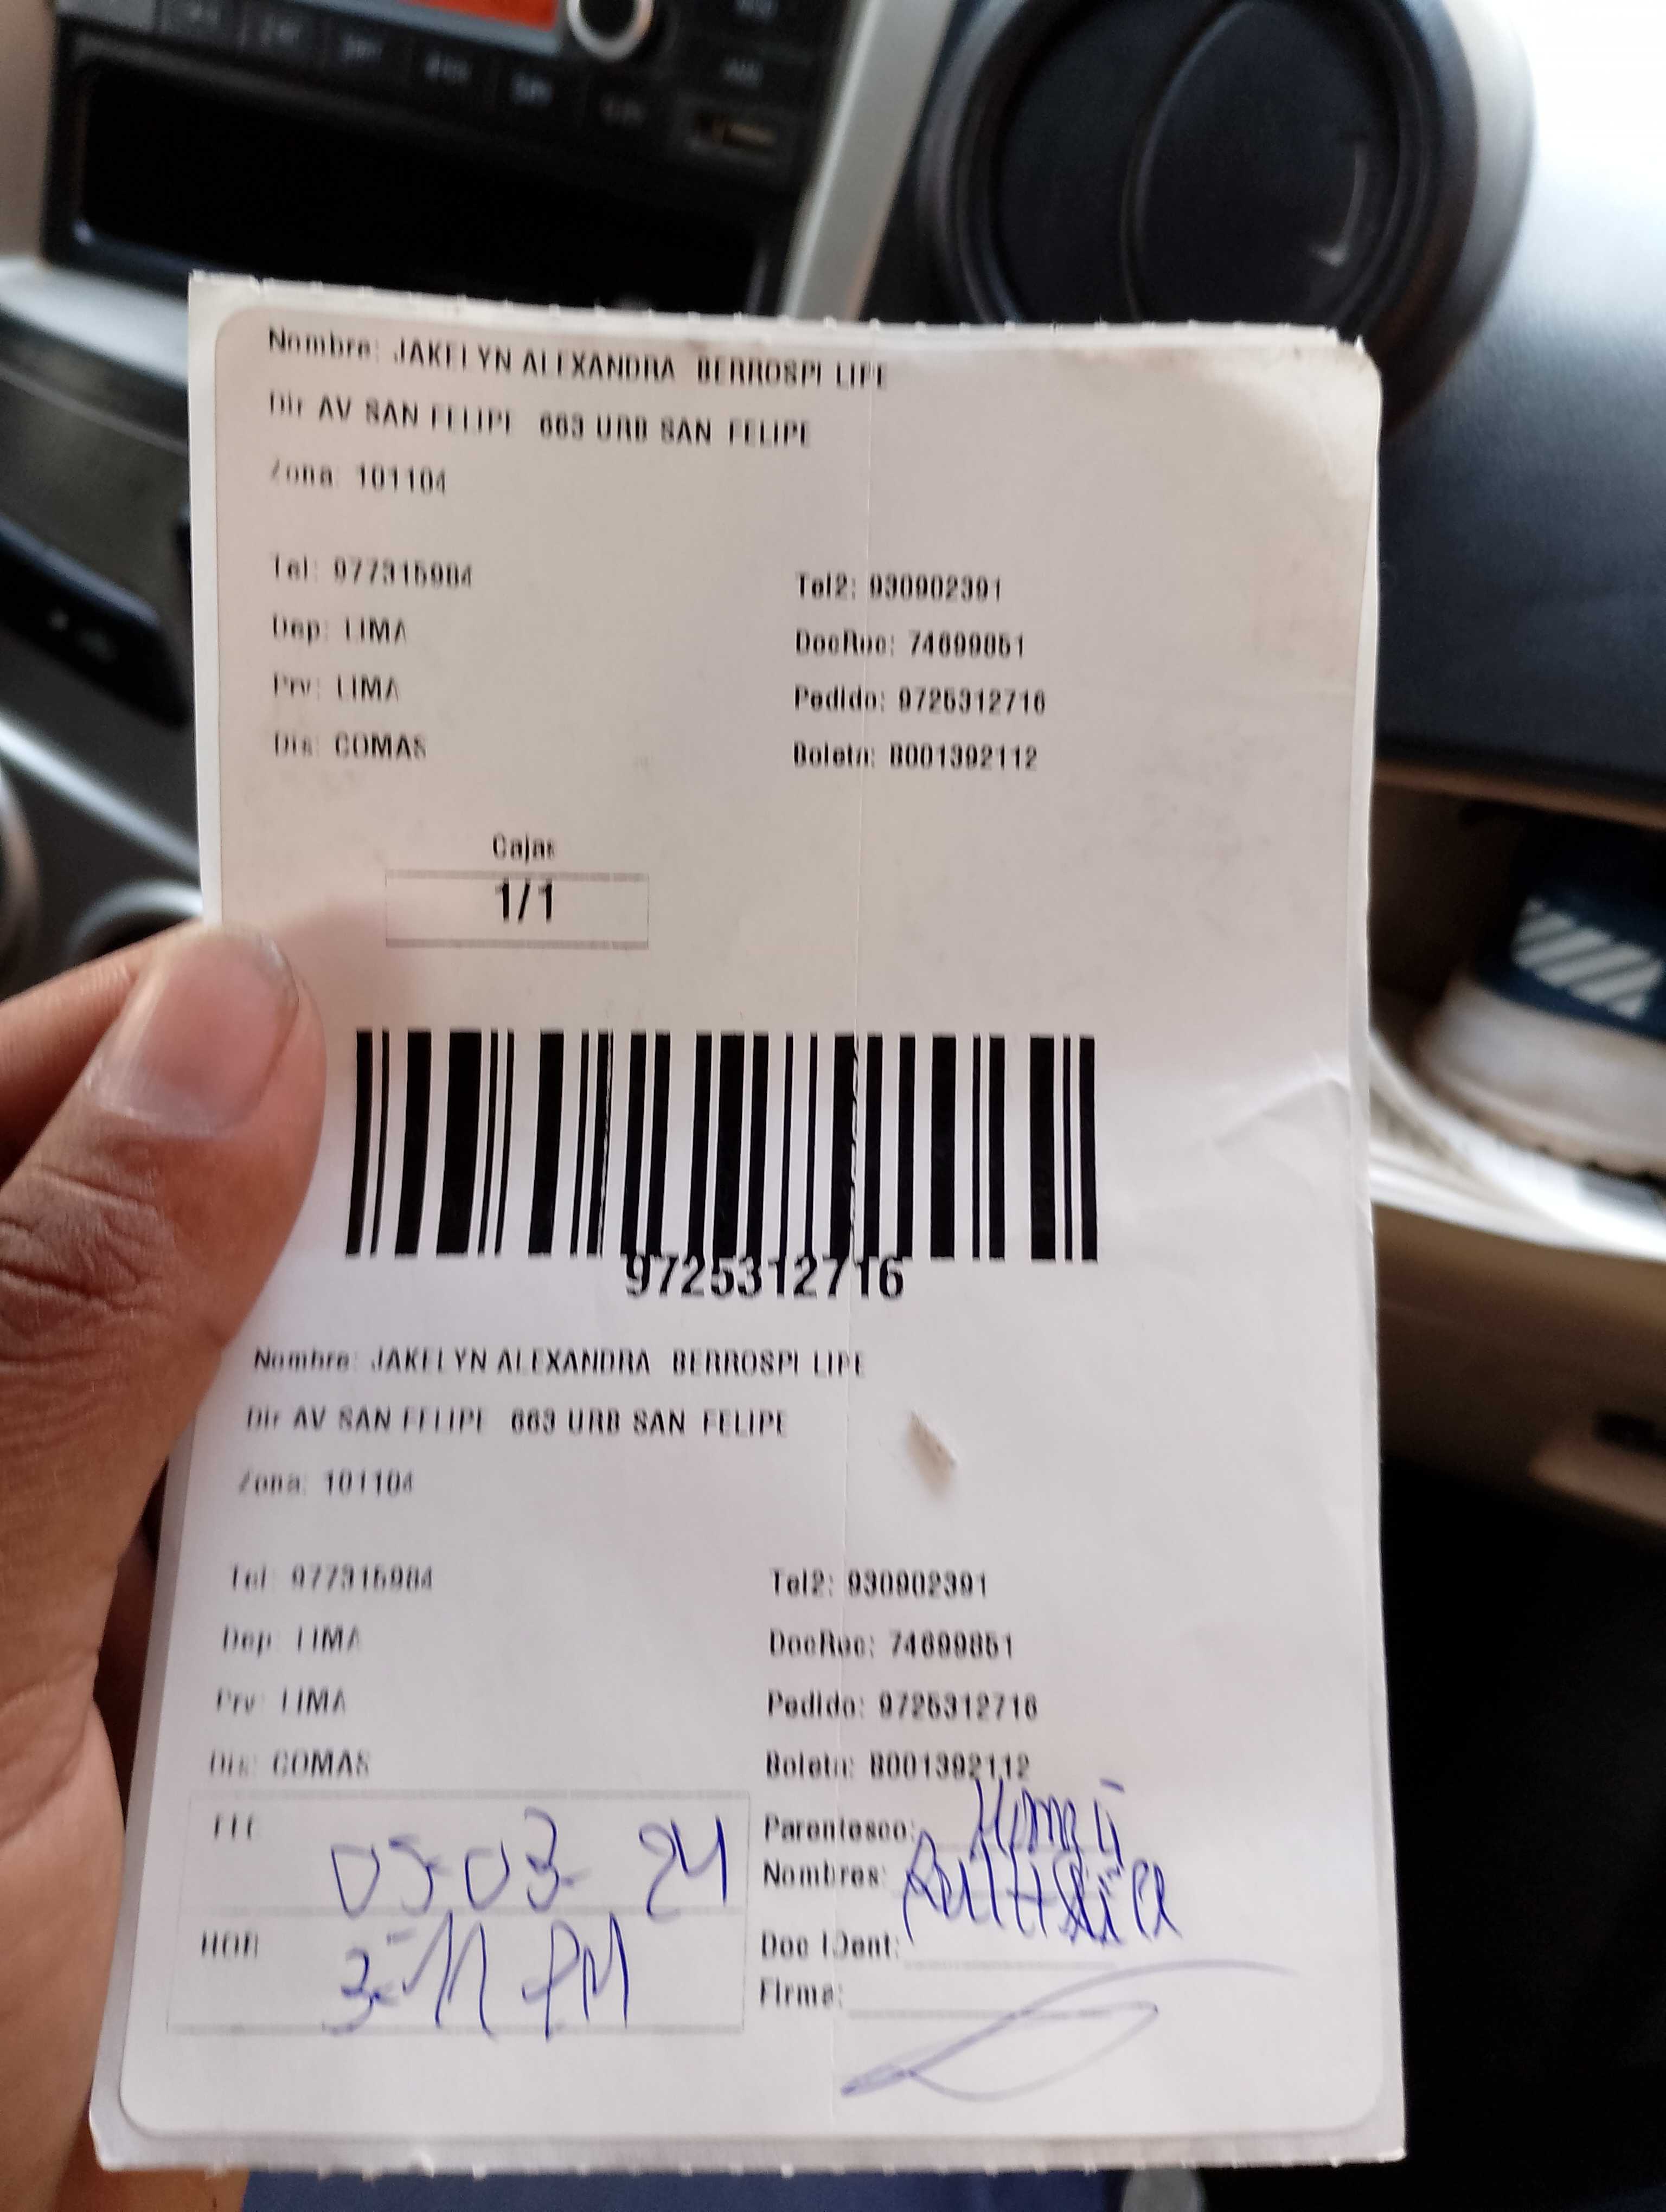 Nombre: JAKELYN ALEXANDRA BERROSPI LIFE
Dir AV SAN FELIPE 663 URB SAN FELIPE
Zona: 101104
Tel: 977315984 Tel2: 930902391
Dep: LIMA DocRec: 74699851
Prv: LIMA Pedido: 9725312716
Dis: COMAS Boleta: B001392112
Cajas
1/1
9725312716
Nombre: JAKELYN ALEXANDRA BERROSPI LIFE
Dir AV SAN FELIPE 663 URB SAN FELIPE
Zona: 101104
Tel: 977315984 Tel2: 930902391
Dep: LIMA DocRec: 74699851
Prv: LIMA Pedido: 9725312716
Dis: COMAS Boleta: B001392112
05-03-24 Parentesco: Mamá
Nombres:
HOR 3:11 PM Doc IDent:
Firma: